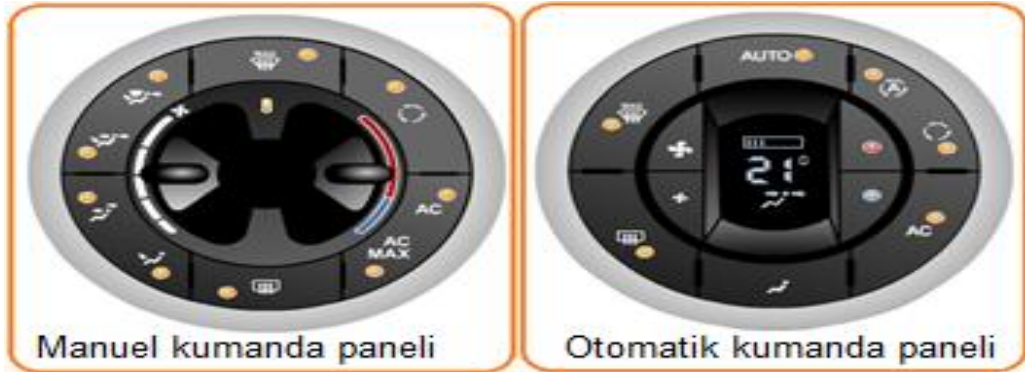 AC
AC
MAX
Manuel kumanda paneli
AUTO
A
21°
AC
Otomatik kumanda paneli